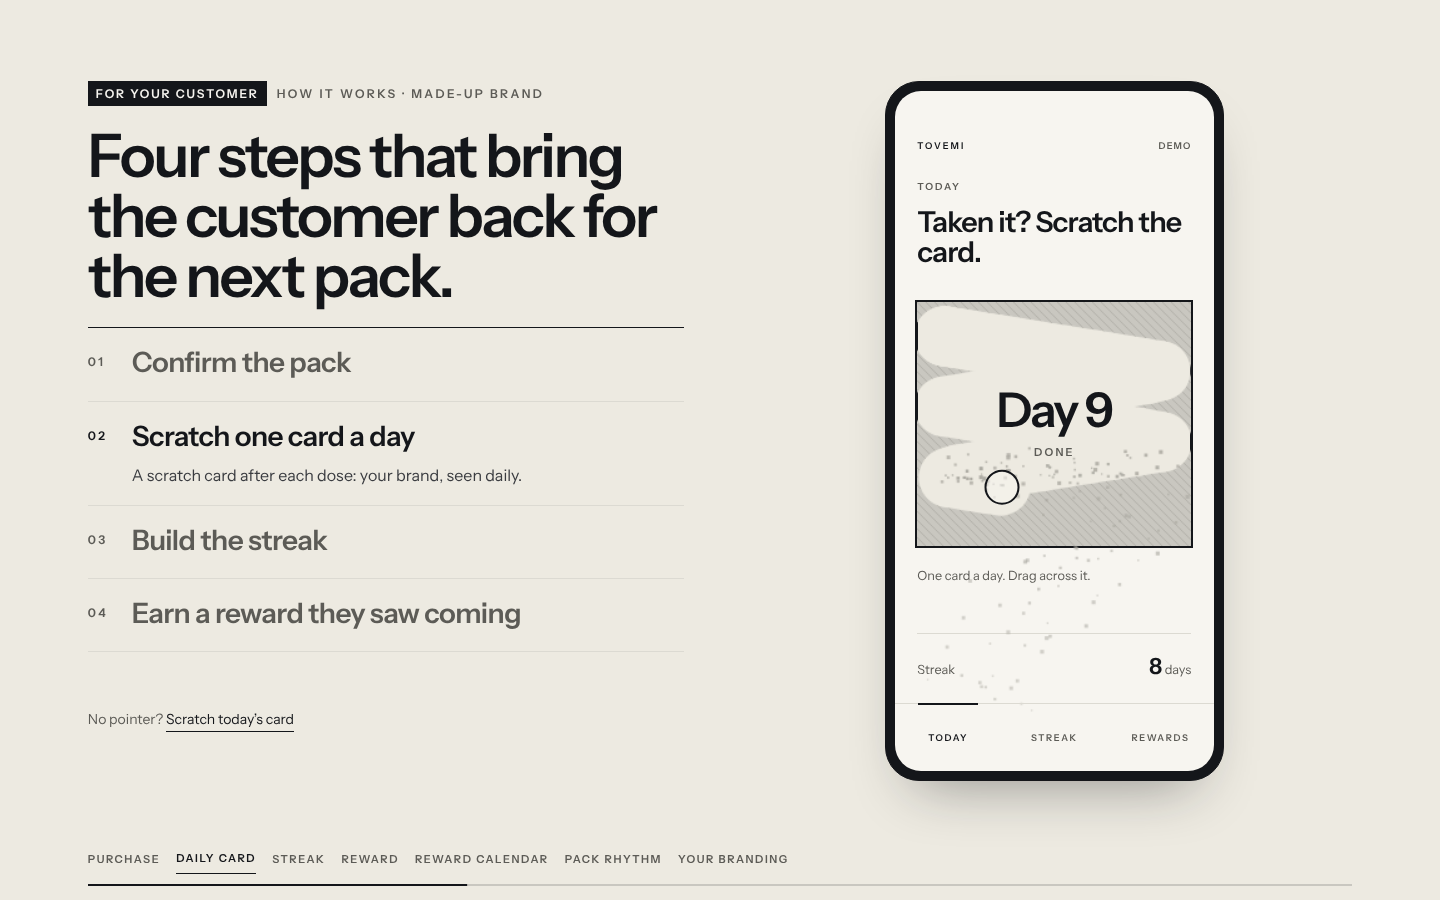 FOR YOUR CUSTOMER
HOW IT WORKS · MADE-UP BRAND
Four steps that bring
the customer back for
the next pack.
01
Confirm the pack
02
Scratch one card a day
A scratch card after each dose: your brand, seen daily.
03
Build the streak
04
Earn a reward they saw coming
No pointer? Scratch today’s card
TOVEMI
DEMO
TODAY
Taken it? Scratch the
card.
Day 9
DONE
One card a day. Drag across it.
Streak
8 days
TODAY
STREAK
REWARDS
PURCHASE
DAILY CARD
STREAK
REWARD
REWARD CALENDAR
PACK RHYTHM
YOUR BRANDING